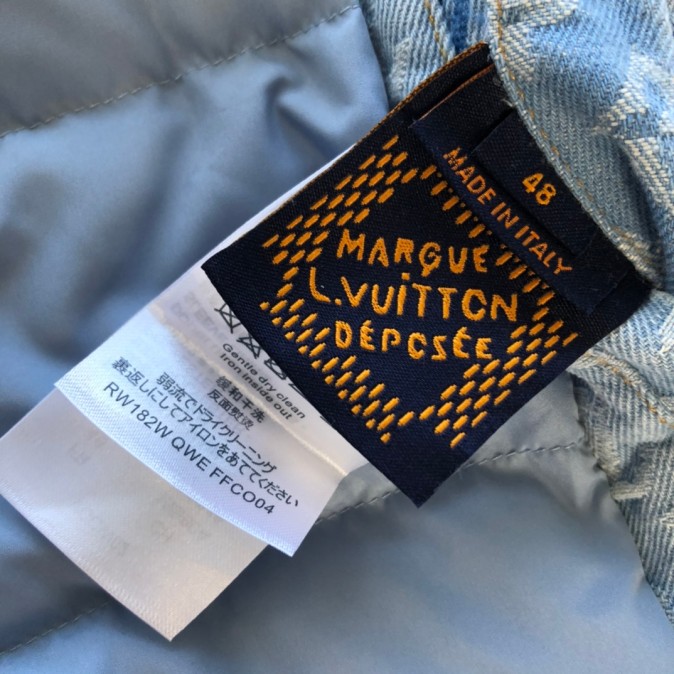 48
MADE IN ITALY
MARQUE
L.VUITTON
DÉPOSÉE
Gentle dry clean
Iron inside out
缓和干洗
反面熨烫
弱流でドライクリーニング
裏返しにしてアイロンをあててください
RW182W QWE FFCO04